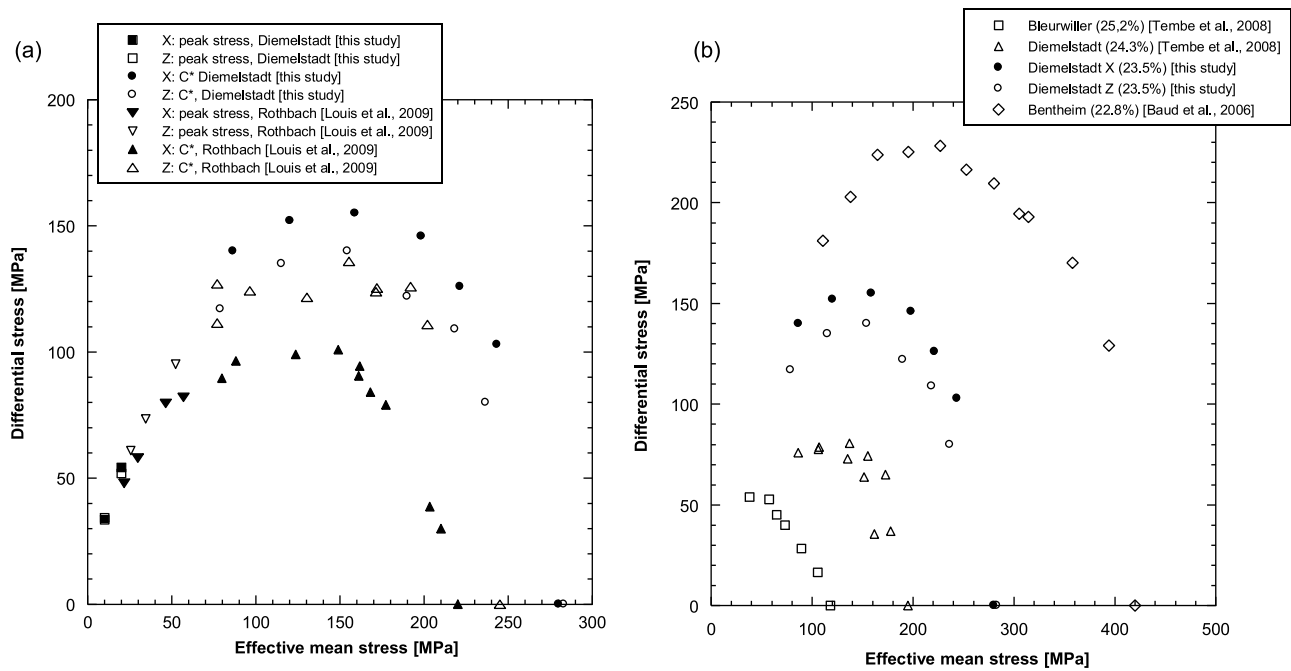 (a)
X: peak stress, Diemelstadt [this study]
Z: peak stress, Diemelstadt [this study]
X: C* Diemelstadt [this study]
Z: C*, Diemelstadt [this study]
X: peak stress, Rothbach [Louis et al., 2009]
Z: peak stress, Rothbach [Louis et al., 2009]
X: C*, Rothbach [Louis et al., 2009]
Z: C*, Rothbach [Louis et al., 2009]
200
150
100
50
0
Differential stress [MPa]
0 50 100 150 200 250 300
Effective mean stress [MPa]
(b)
Bleurwiller (25,2%) [Tembe et al., 2008]
Diemelstadt (24.3%) [Tembe et al., 2008]
Diemelstadt X (23.5%) [this study]
Diemelstadt Z (23.5%) [this study]
Bentheim (22.8%) [Baud et al., 2006]
250
200
150
100
50
0
Differential stress [MPa]
0 100 200 300 400 500
Effective mean stress [MPa]